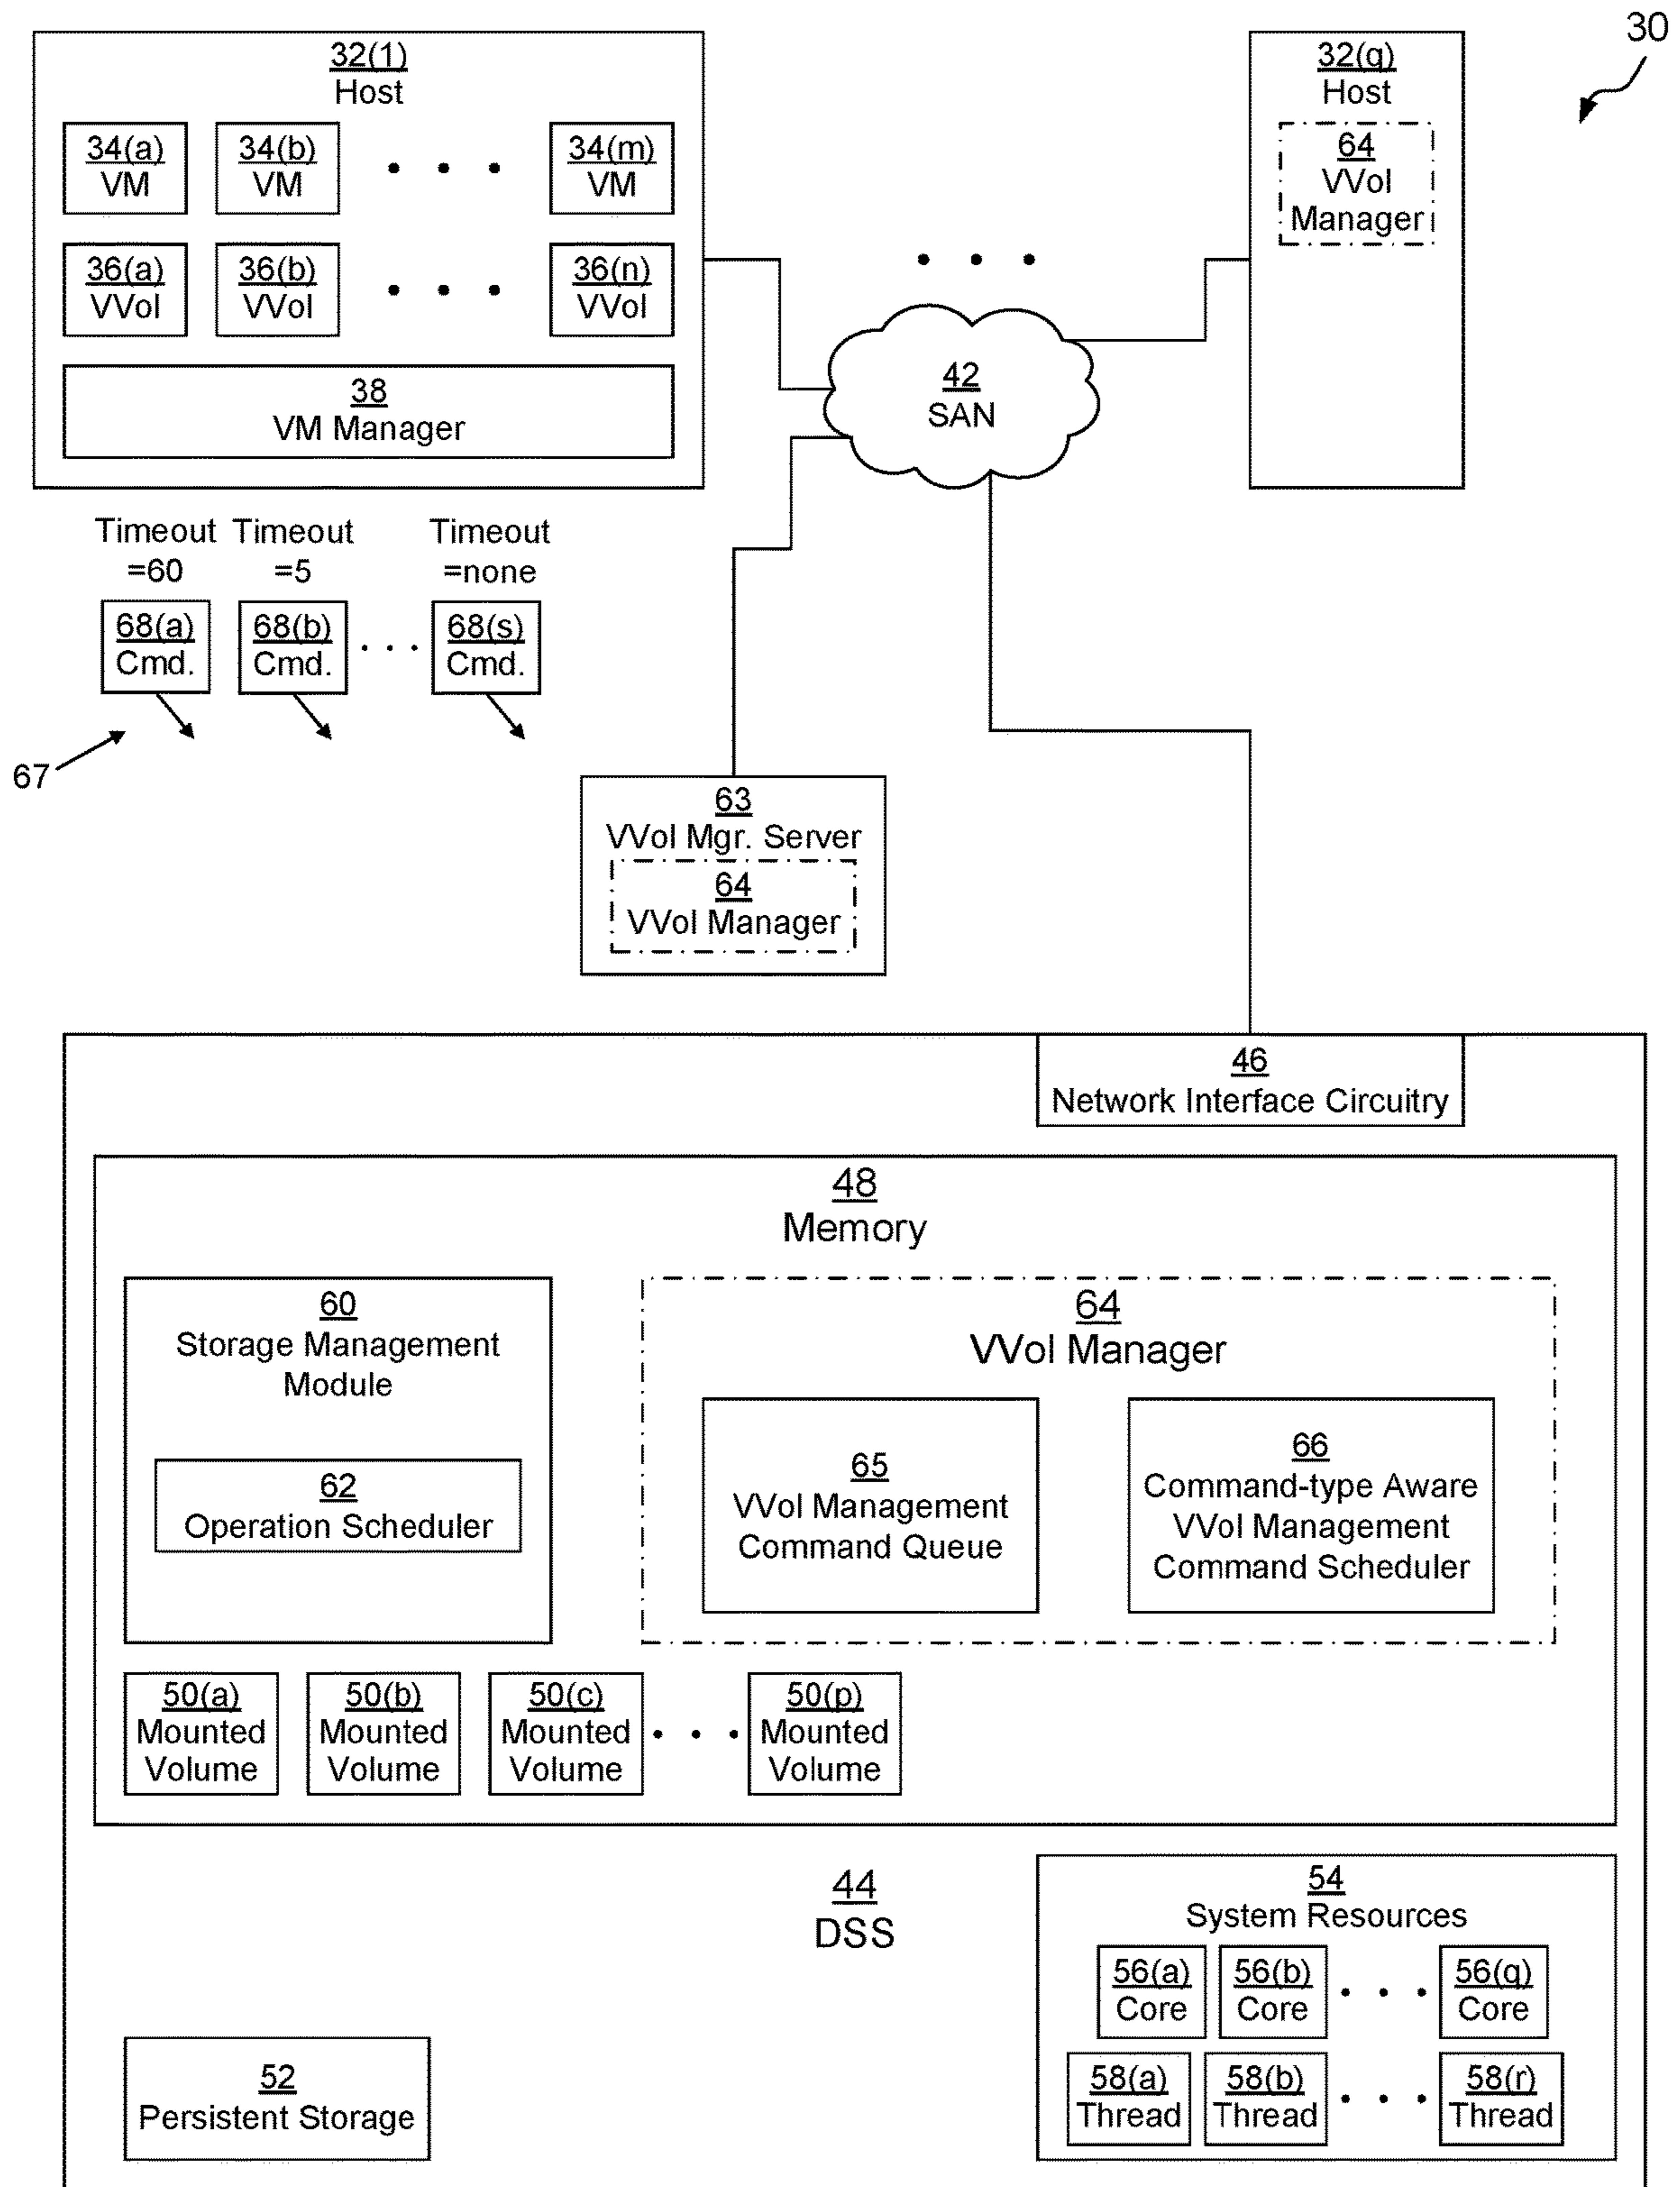 30
32(1)
Host
34(a)
VM
34(b)
VM
34(m)
VM
36(a)
VVol
36(b)
VVol
36(n)
VVol
38
VM Manager
32(q)
Host
64
VVol
Manager
42
SAN
Timeout
=60
Timeout
=5
Timeout
=none
68(a)
Cmd.
68(b)
Cmd.
68(s)
Cmd.
67
63
VVol Mgr. Server
64
VVol Manager
46
Network Interface Circuitry
48
Memory
60
Storage Management
Module
62
Operation Scheduler
64
VVol Manager
65
VVol Management
Command Queue
66
Command-type Aware
VVol Management
Command Scheduler
50(a)
Mounted
Volume
50(b)
Mounted
Volume
50(c)
Mounted
Volume
50(p)
Mounted
Volume
44
DSS
54
System Resources
56(a)
Core
56(b)
Core
56(q)
Core
58(a)
Thread
58(b)
Thread
58(r)
Thread
52
Persistent Storage